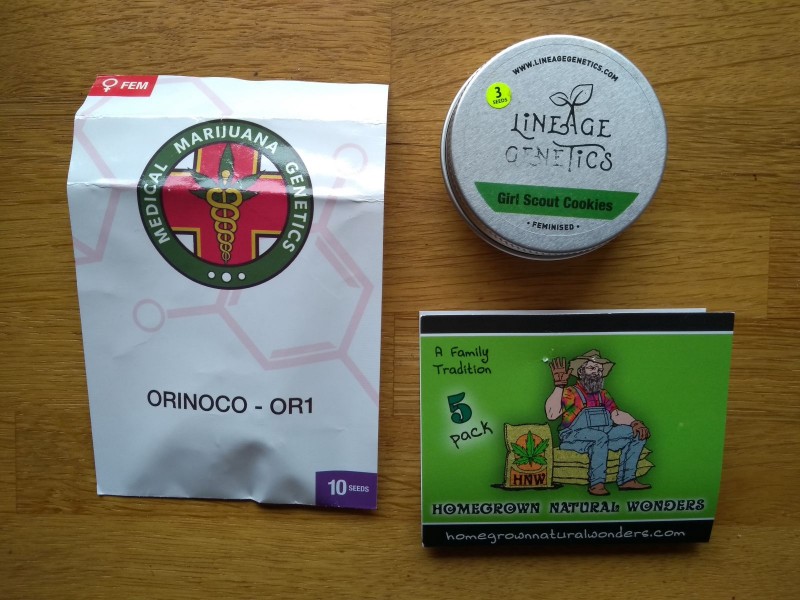 FEM
MEDICAL MARIJUANA GENETICS
ORINOCO - OR1
10 SEEDS
WWW.LINEAGEGENETICS.COM
3
SEEDS
LINEAGE
GENETICS
Girl Scout Cookies
• FEMINISED •
A Family
Tradition
5
pack
HNW
HOMEGROWN NATURAL WONDERS
homegrownnaturalwonders.com